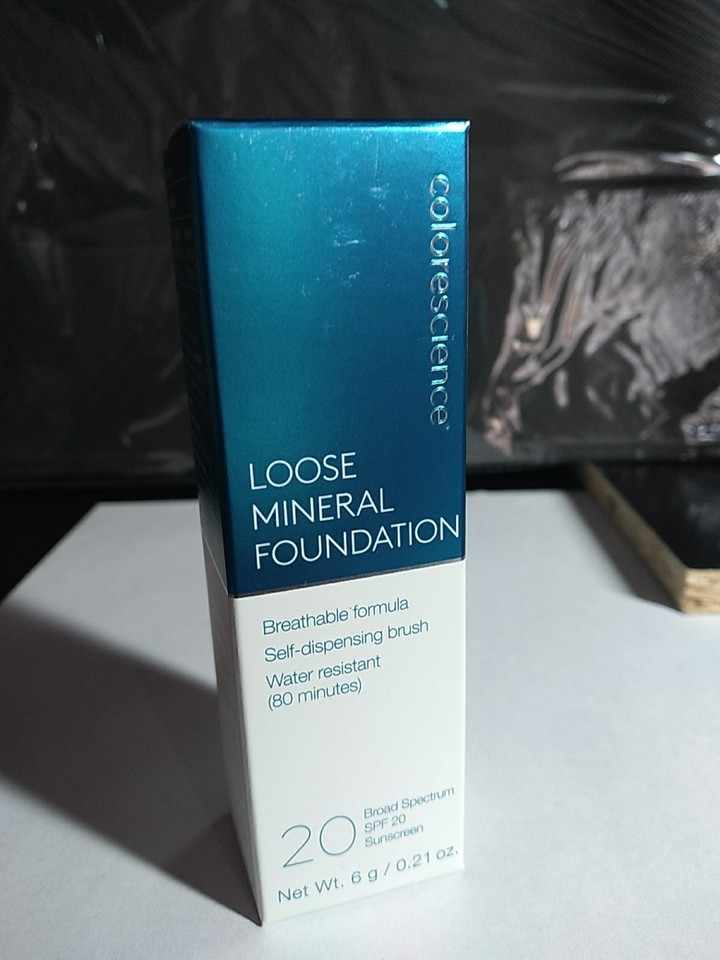 colorescience®
LOOSE
MINERAL
FOUNDATION
Breathable formula
Self-dispensing brush
Water resistant
(80 minutes)
20
Broad Spectrum
SPF 20
Sunscreen
Net Wt. 6 g / 0.21 oz.